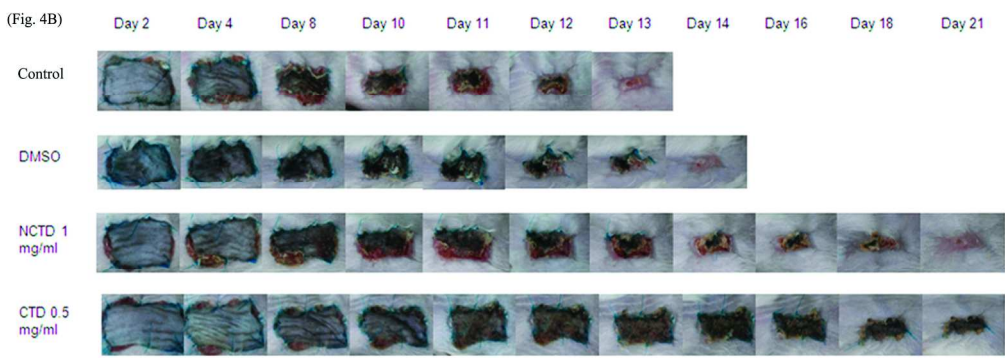 (Fig. 4B)
Day 2 Day 4 Day 8 Day 10 Day 11 Day 12 Day 13 Day 14 Day 16 Day 18 Day 21
Control
DMSO
NCTD 1
mg/ml
CTD 0.5
mg/ml